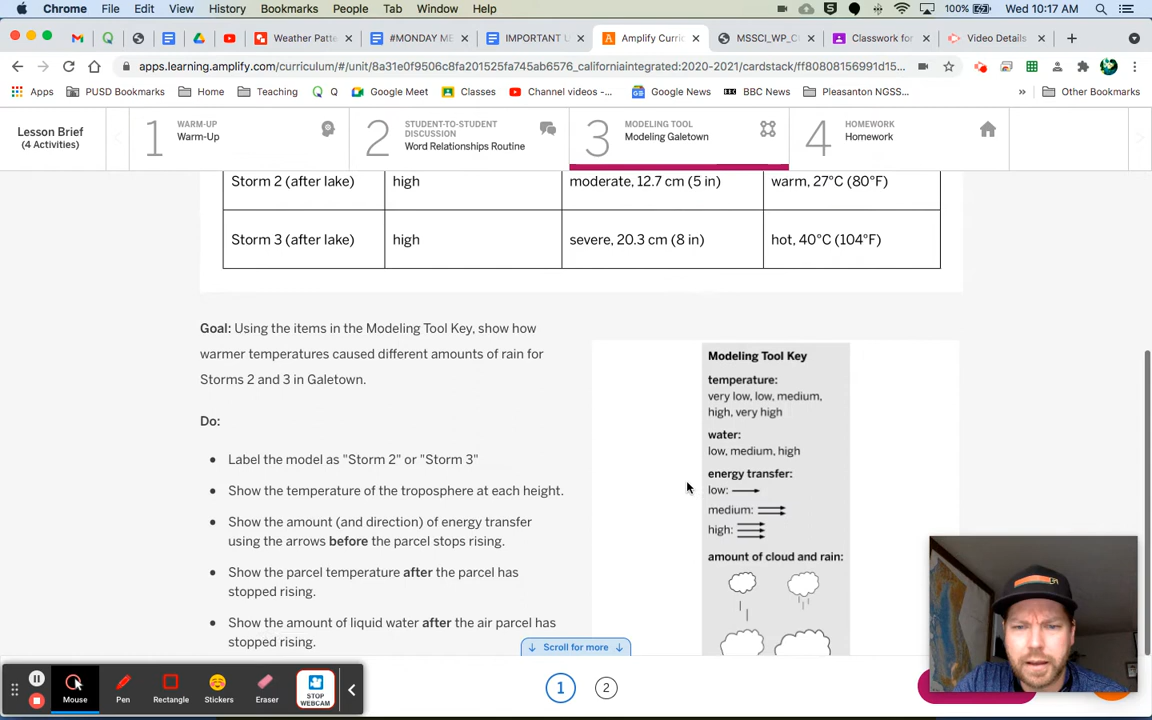 Chrome File Edit View History Bookmarks People Tab Window Help 100% Wed 10:17 AM
Weather Patte × #MONDAY ME × IMPORTANT U × Amplify Curric × MSSCI_WP_C × Classwork for × Video Details ×
apps.learning.amplify.com/curriculum/#/unit/8a31e0f9506c8fa201525fa745ab6576_californiaintegrated:2020-2021/cardstack/ff80808156991d15...
Apps PUSD Bookmarks Home Teaching Q Google Meet Classes Channel videos -... Google News BBC News Pleasanton NGSS... » Other Bookmarks
Lesson Brief
(4 Activities)
1 WARM-UP
Warm-Up
2 STUDENT-TO-STUDENT
DISCUSSION
Word Relationships Routine
3 MODELING TOOL
Modeling Galetown
4 HOMEWORK
Homework
Storm 2 (after lake) high moderate, 12.7 cm (5 in) warm, 27°C (80°F)
Storm 3 (after lake) high severe, 20.3 cm (8 in) hot, 40°C (104°F)
Goal: Using the items in the Modeling Tool Key, show how
warmer temperatures caused different amounts of rain for
Storms 2 and 3 in Galetown.
Do:
• Label the model as "Storm 2" or "Storm 3"
• Show the temperature of the troposphere at each height.
• Show the amount (and direction) of energy transfer
using the arrows before the parcel stops rising.
• Show the parcel temperature after the parcel has
stopped rising.
• Show the amount of liquid water after the air parcel has
stopped rising.
Modeling Tool Key
temperature:
very low, low, medium,
high, very high
water:
low, medium, high
energy transfer:
low:
medium:
high:
amount of cloud and rain:
Scroll for more
1 2
Mouse Pen Rectangle Stickers Eraser STOP
WEBCAM